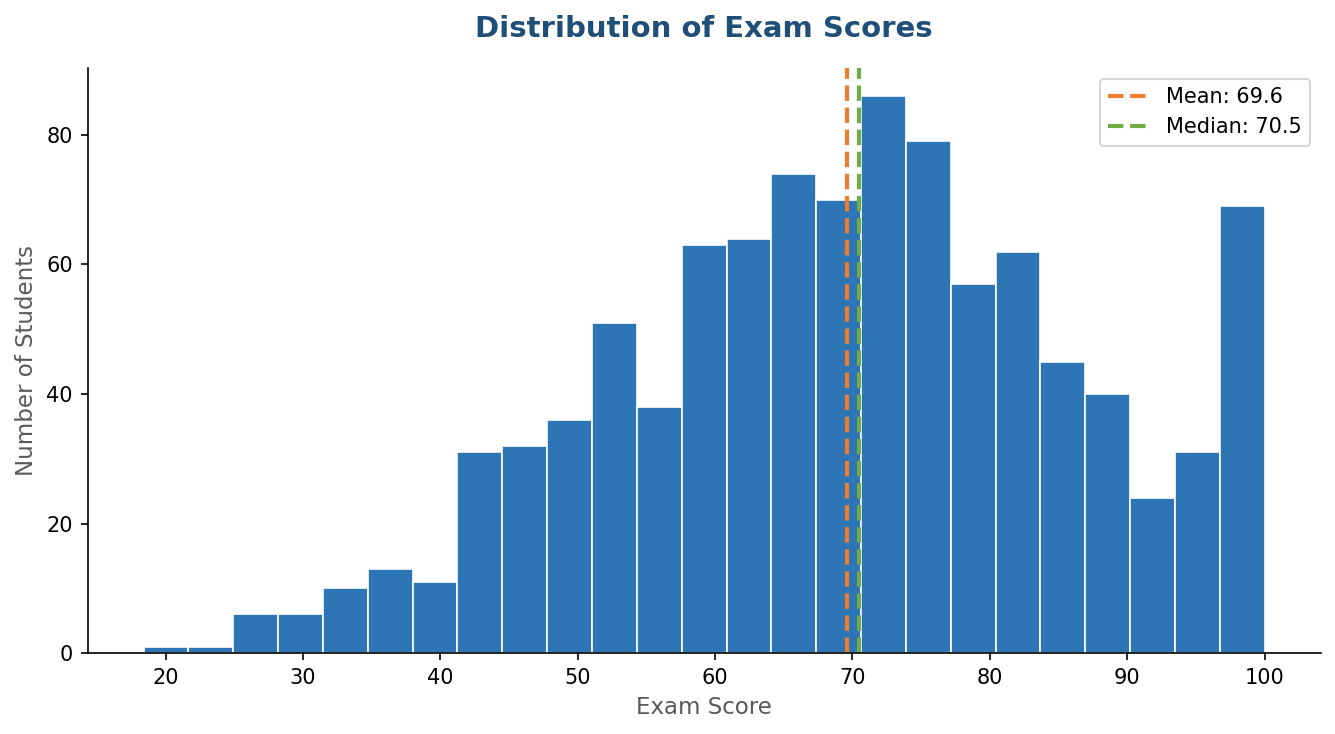 Distribution of Exam Scores
Mean: 69.6
Median: 70.5
Number of Students
80
60
40
20
0
20 30 40 50 60 70 80 90 100
Exam Score